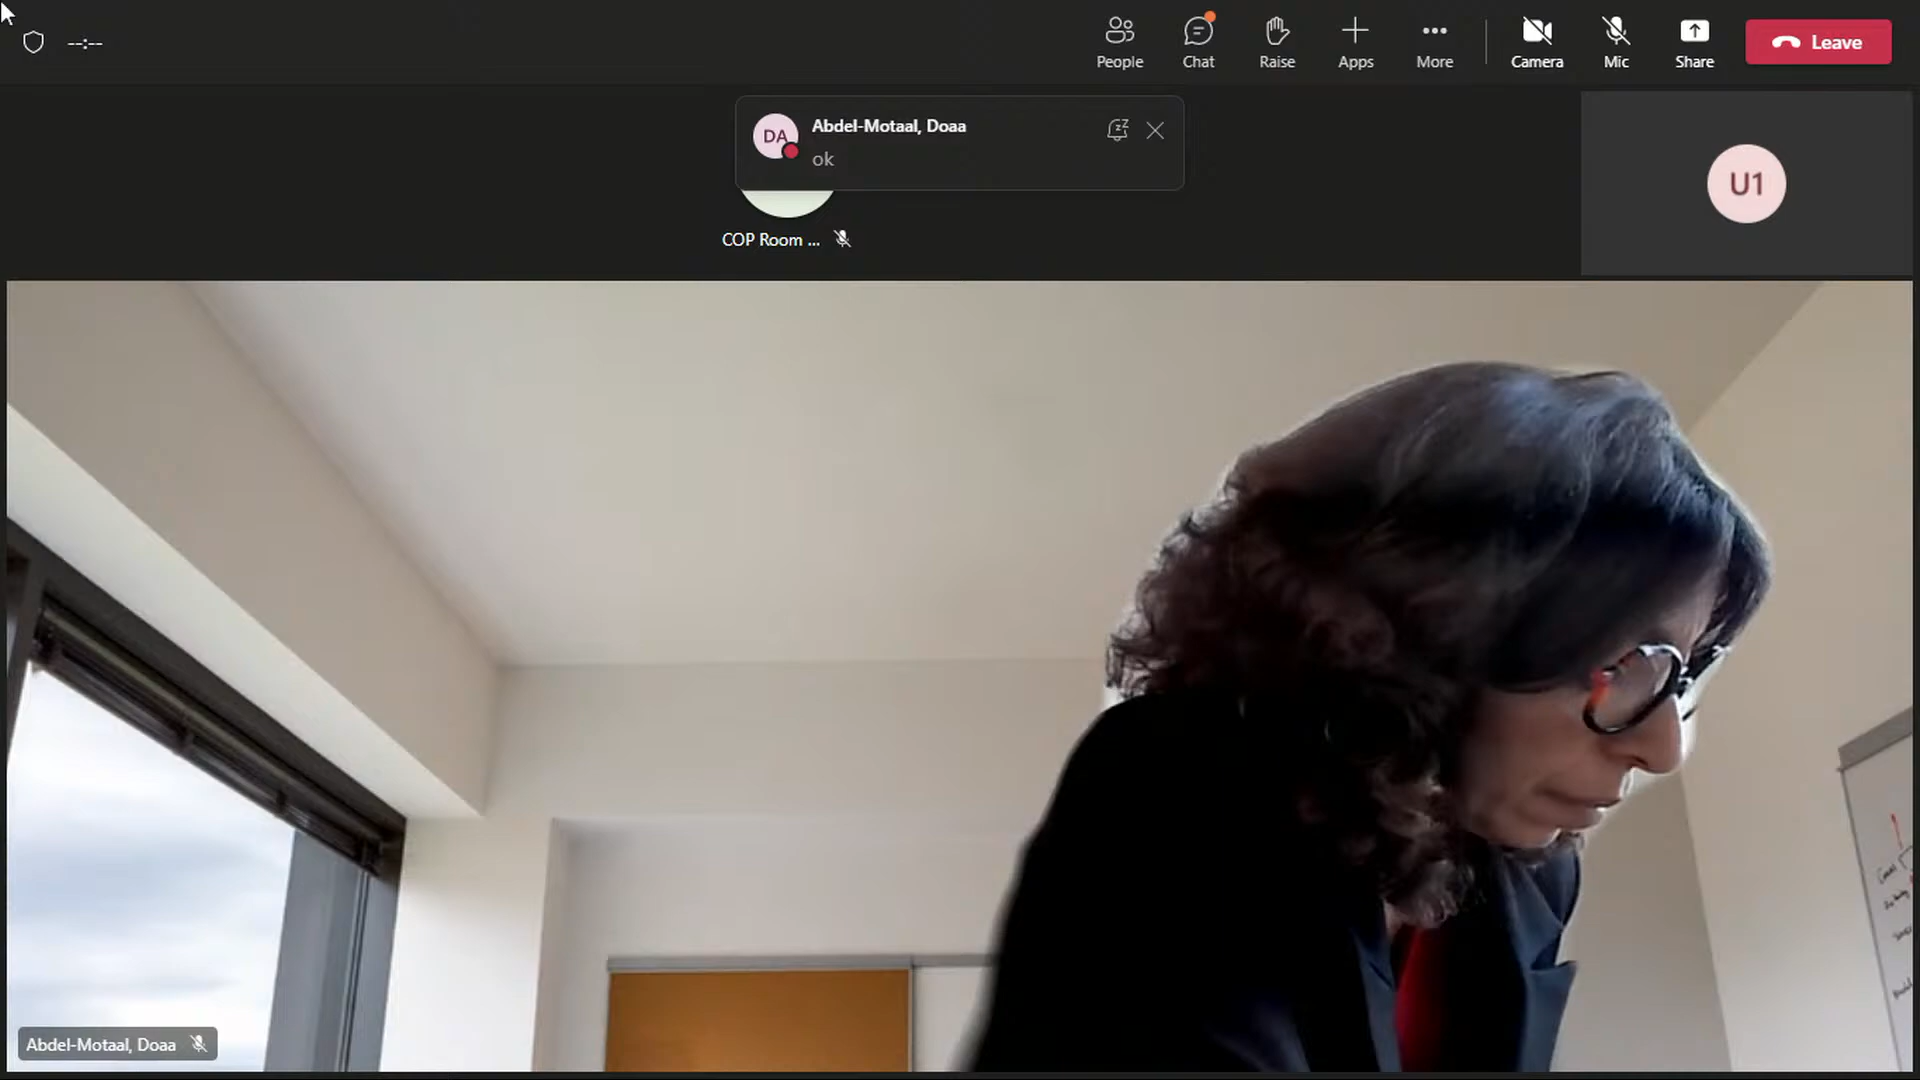 --:--
People
Chat
Raise
Apps
More
Camera
Mic
Share
Leave
DA
Abdel-Motaal, Doaa
ok
COP Room ...
U1
Abdel-Motaal, Doaa